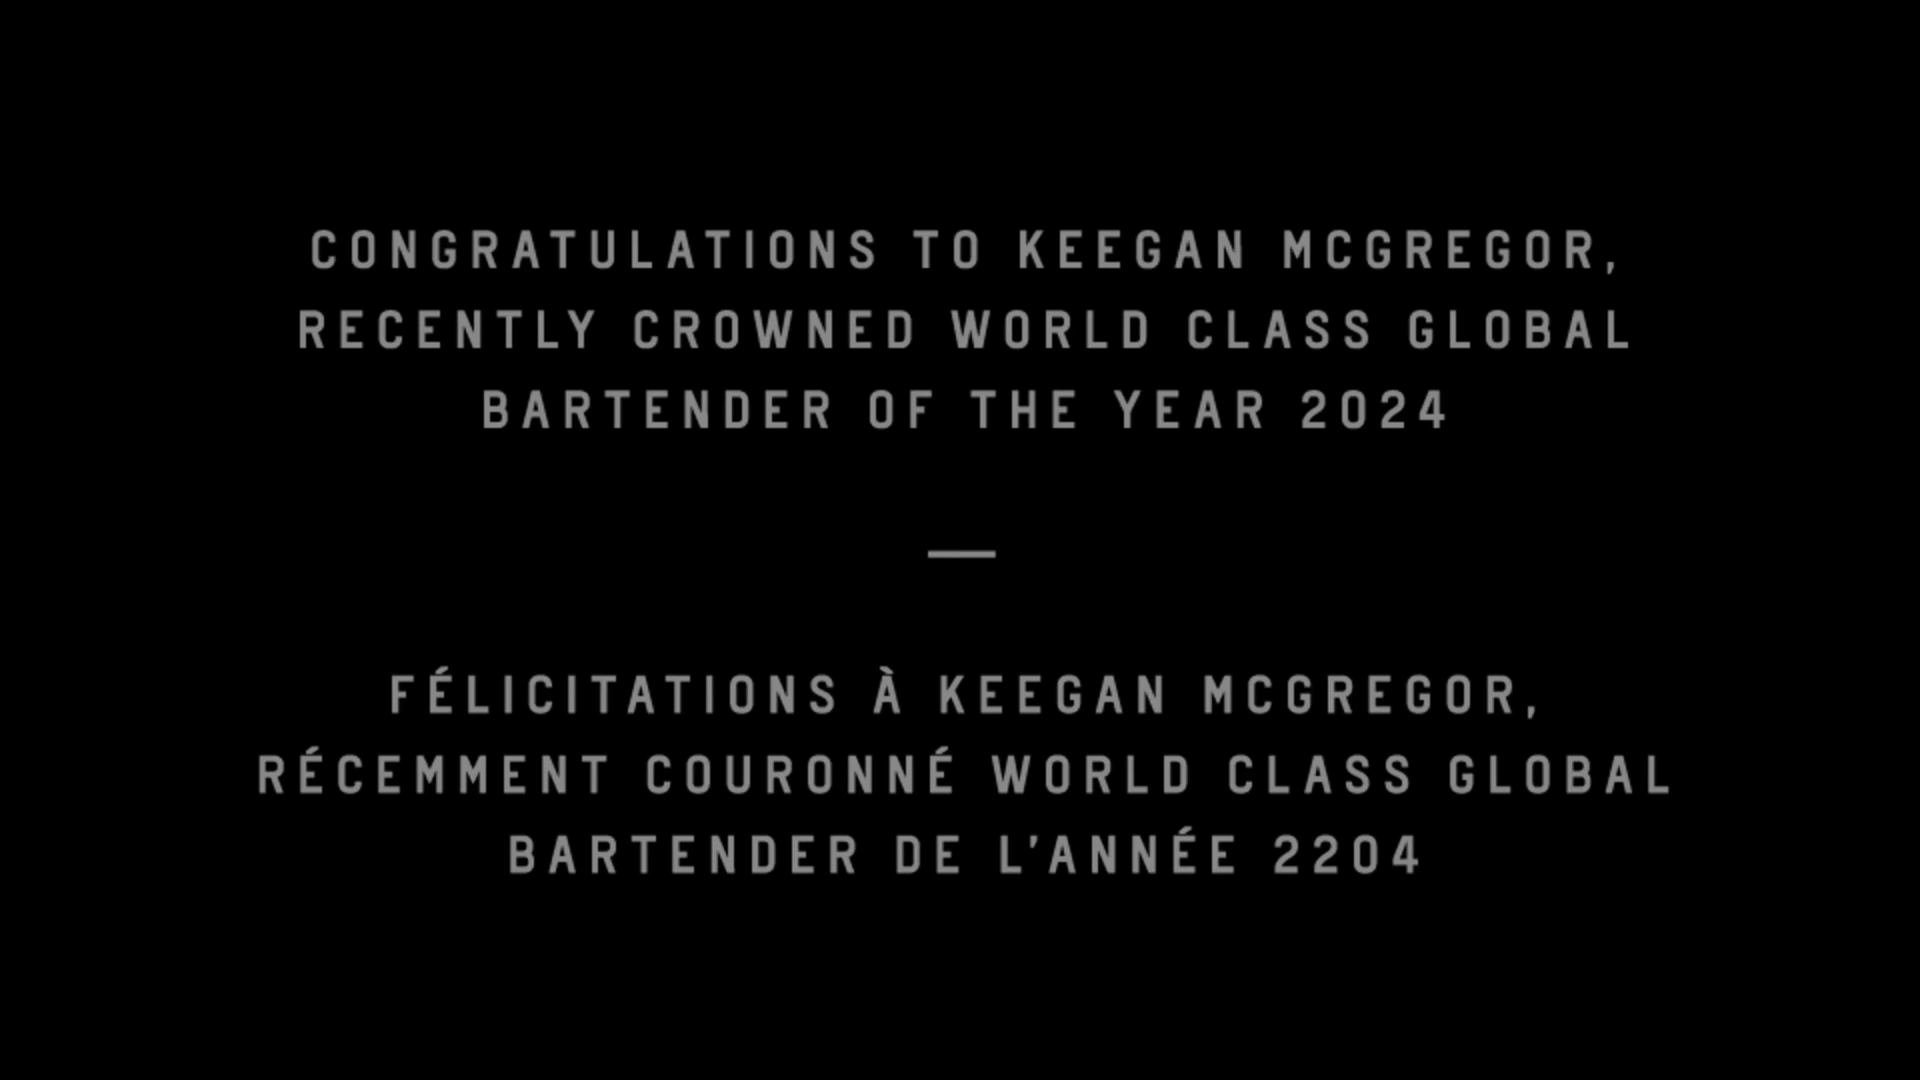 CONGRATULATIONS TO KEEGAN MCGREGOR,
RECENTLY CROWNED WORLD CLASS GLOBAL
BARTENDER OF THE YEAR 2024
—
FÉLICITATIONS À KEEGAN MCGREGOR,
RÉCEMMENT COURONNÉ WORLD CLASS GLOBAL
BARTENDER DE L'ANNÉE 2204